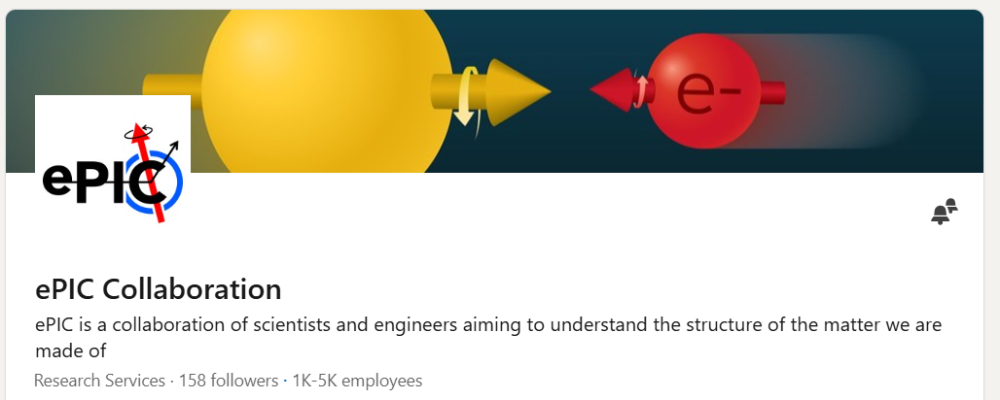 e-
ePIC
ePIC Collaboration
ePIC is a collaboration of scientists and engineers aiming to understand the structure of the matter we are
made of
Research Services · 158 followers · 1K-5K employees